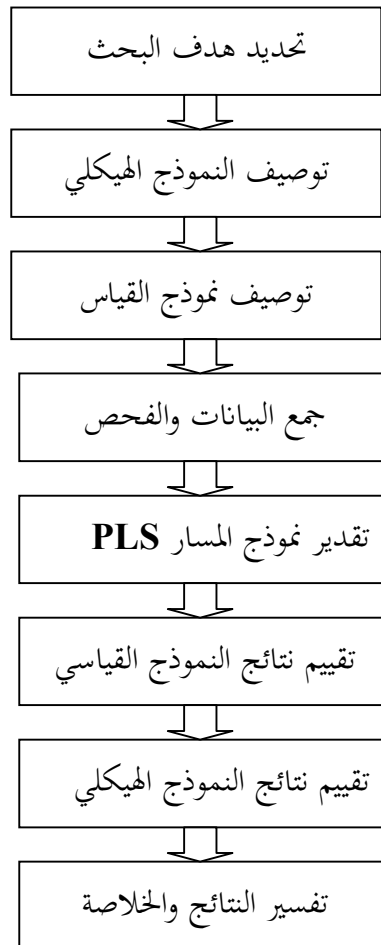 تحديد هدف البحث
توصيف النموذج الهيكلي
توصيف نموذج القياس
جمع البيانات والفحص
تقدير نموذج المسار PLS
تقييم نتائج النموذج القياسي
تقييم نتائج النموذج الهيكلي
تفسير النتائج والخلاصة